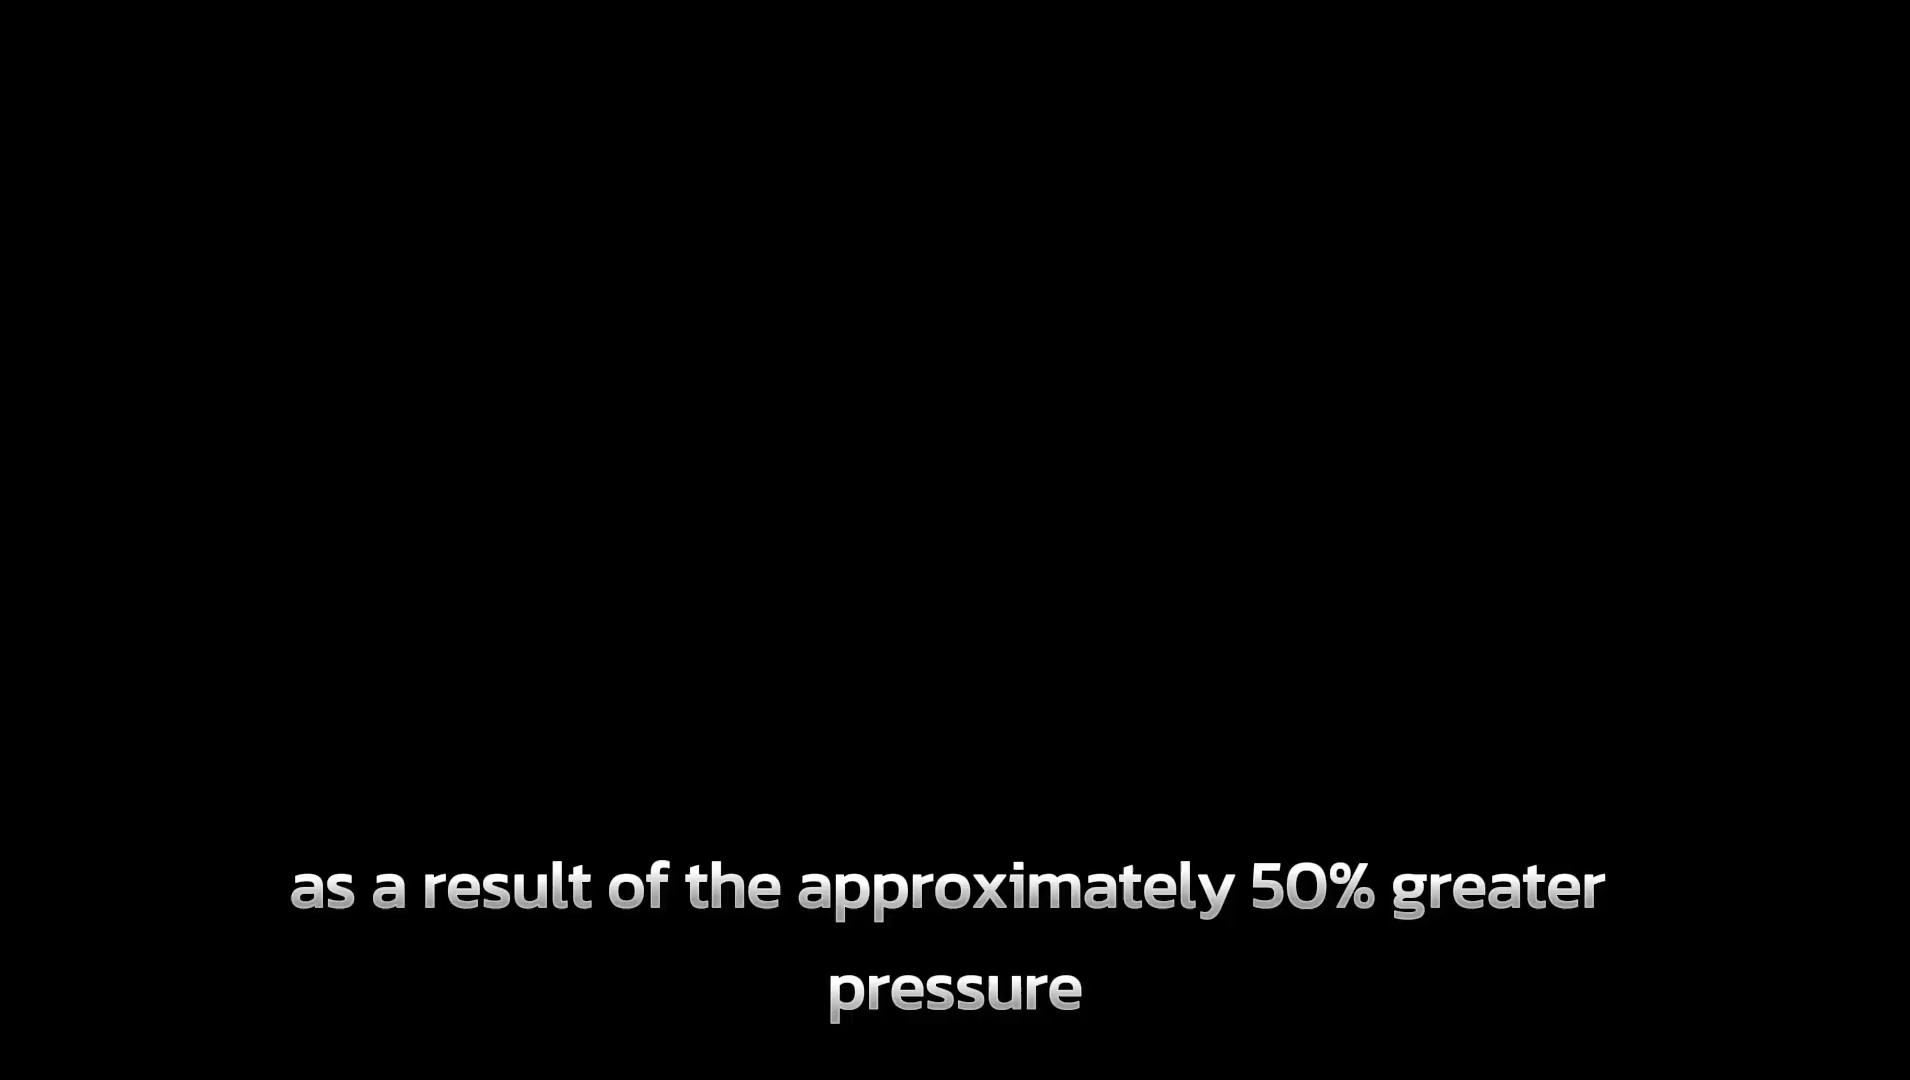 as a result of the approximately 50% greater
pressure